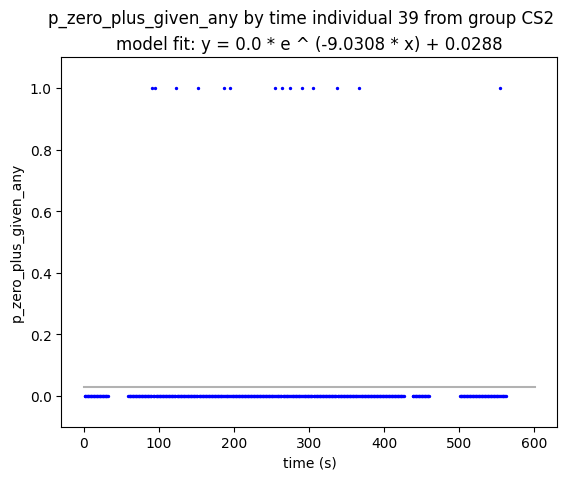 p_zero_plus_given_any by time individual 39 from group CS2
model fit: y = 0.0 * e ^ (-9.0308 * x) + 0.0288
1.0
0.8
0.6
0.4
0.2
0.0
p_zero_plus_given_any
0 100 200 300 400 500 600
time (s)